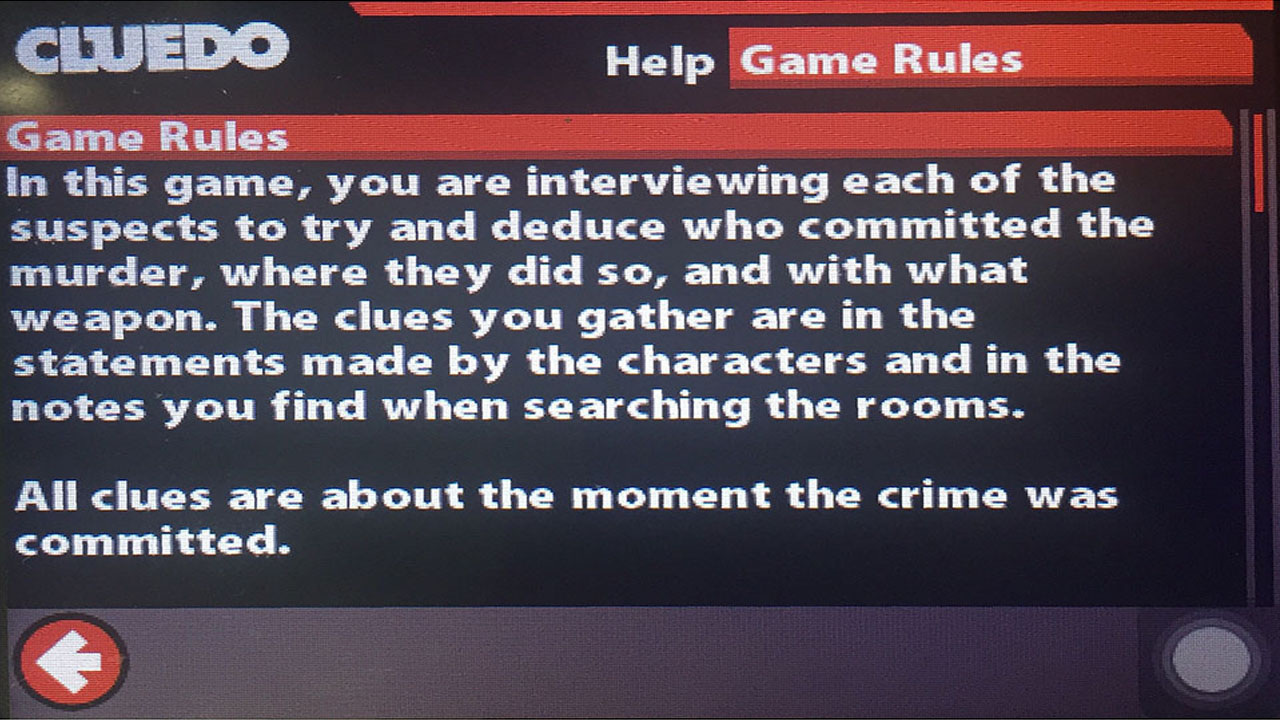 CLUEDO
Help Game Rules
Game Rules
In this game, you are interviewing each of the
suspects to try and deduce who committed the
murder, where they did so, and with what
weapon. The clues you gather are in the
statements made by the characters and in the
notes you find when searching the rooms.
All clues are about the moment the crime was
committed.